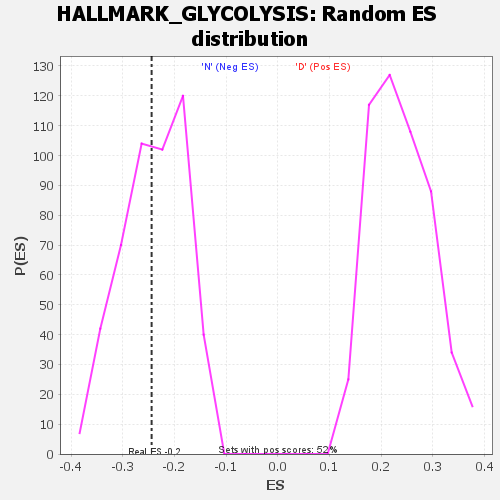 HALLMARK_GLYCOLYSIS: Random ES
distribution
'N' (Neg ES) 'D' (Pos ES)
130
120
110
100
90
80
70
60
50
40
30
20
10
0
P(ES)
Real ES -0.2 Sets with pos scores: 52%
-0.4 -0.3 -0.2 -0.1 0.0 0.1 0.2 0.3 0.4
ES